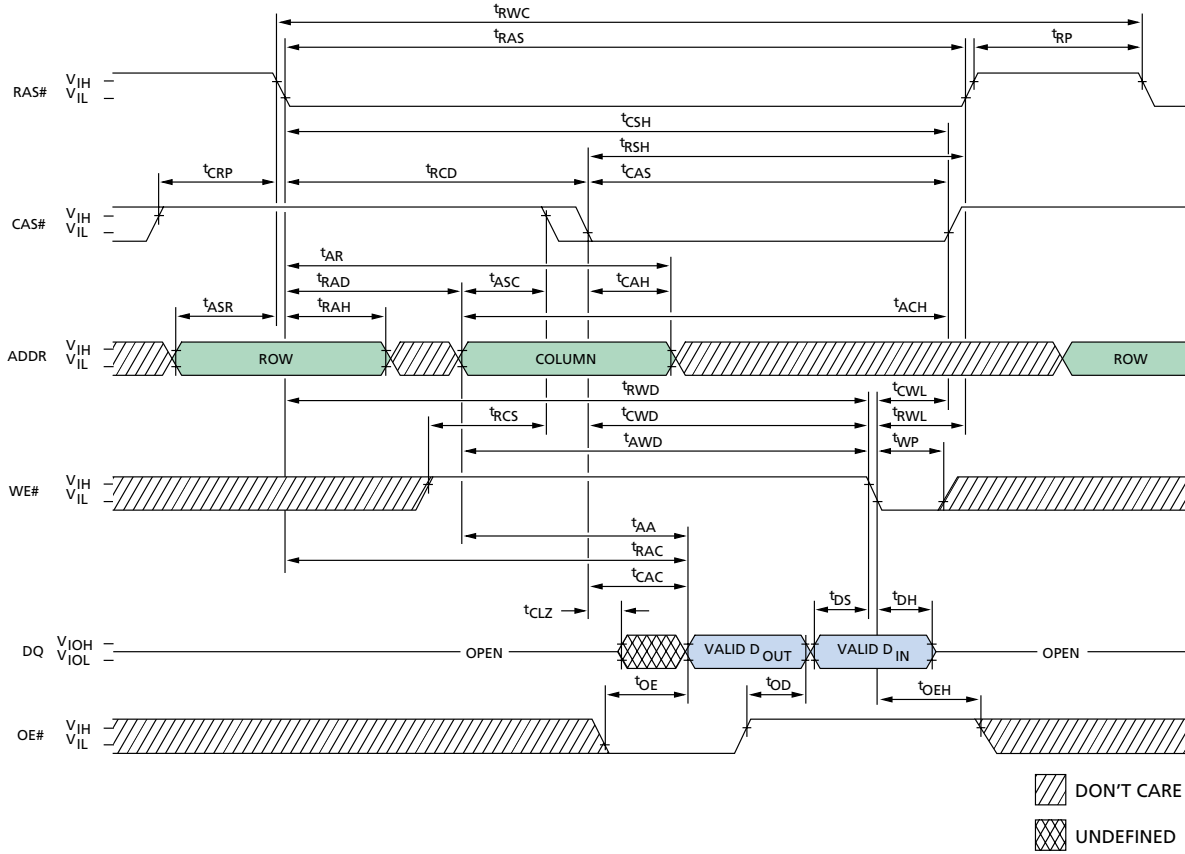 tRWC
tRAS
tRP
RAS#
VIH
VIL
tCSH
tRSH
tCRP
tRCD
tCAS
CAS#
VIH
VIL
tAR
tRAD
tASC
tCAH
tASR
tRAH
tACH
ADDR
VIH
VIL
ROW
COLUMN
ROW
tRWD
tCWL
tRCS
tCWD
tRWL
tAWD
tWP
WE#
VIH
VIL
tAA
tRAC
tCAC
tCLZ
tDS
tDH
DQ
VIOH
VIOL
OPEN
VALID DOUT
VALID DIN
OPEN
tOE
tOD
tOEH
OE#
VIH
VIL
DON'T CARE
UNDEFINED